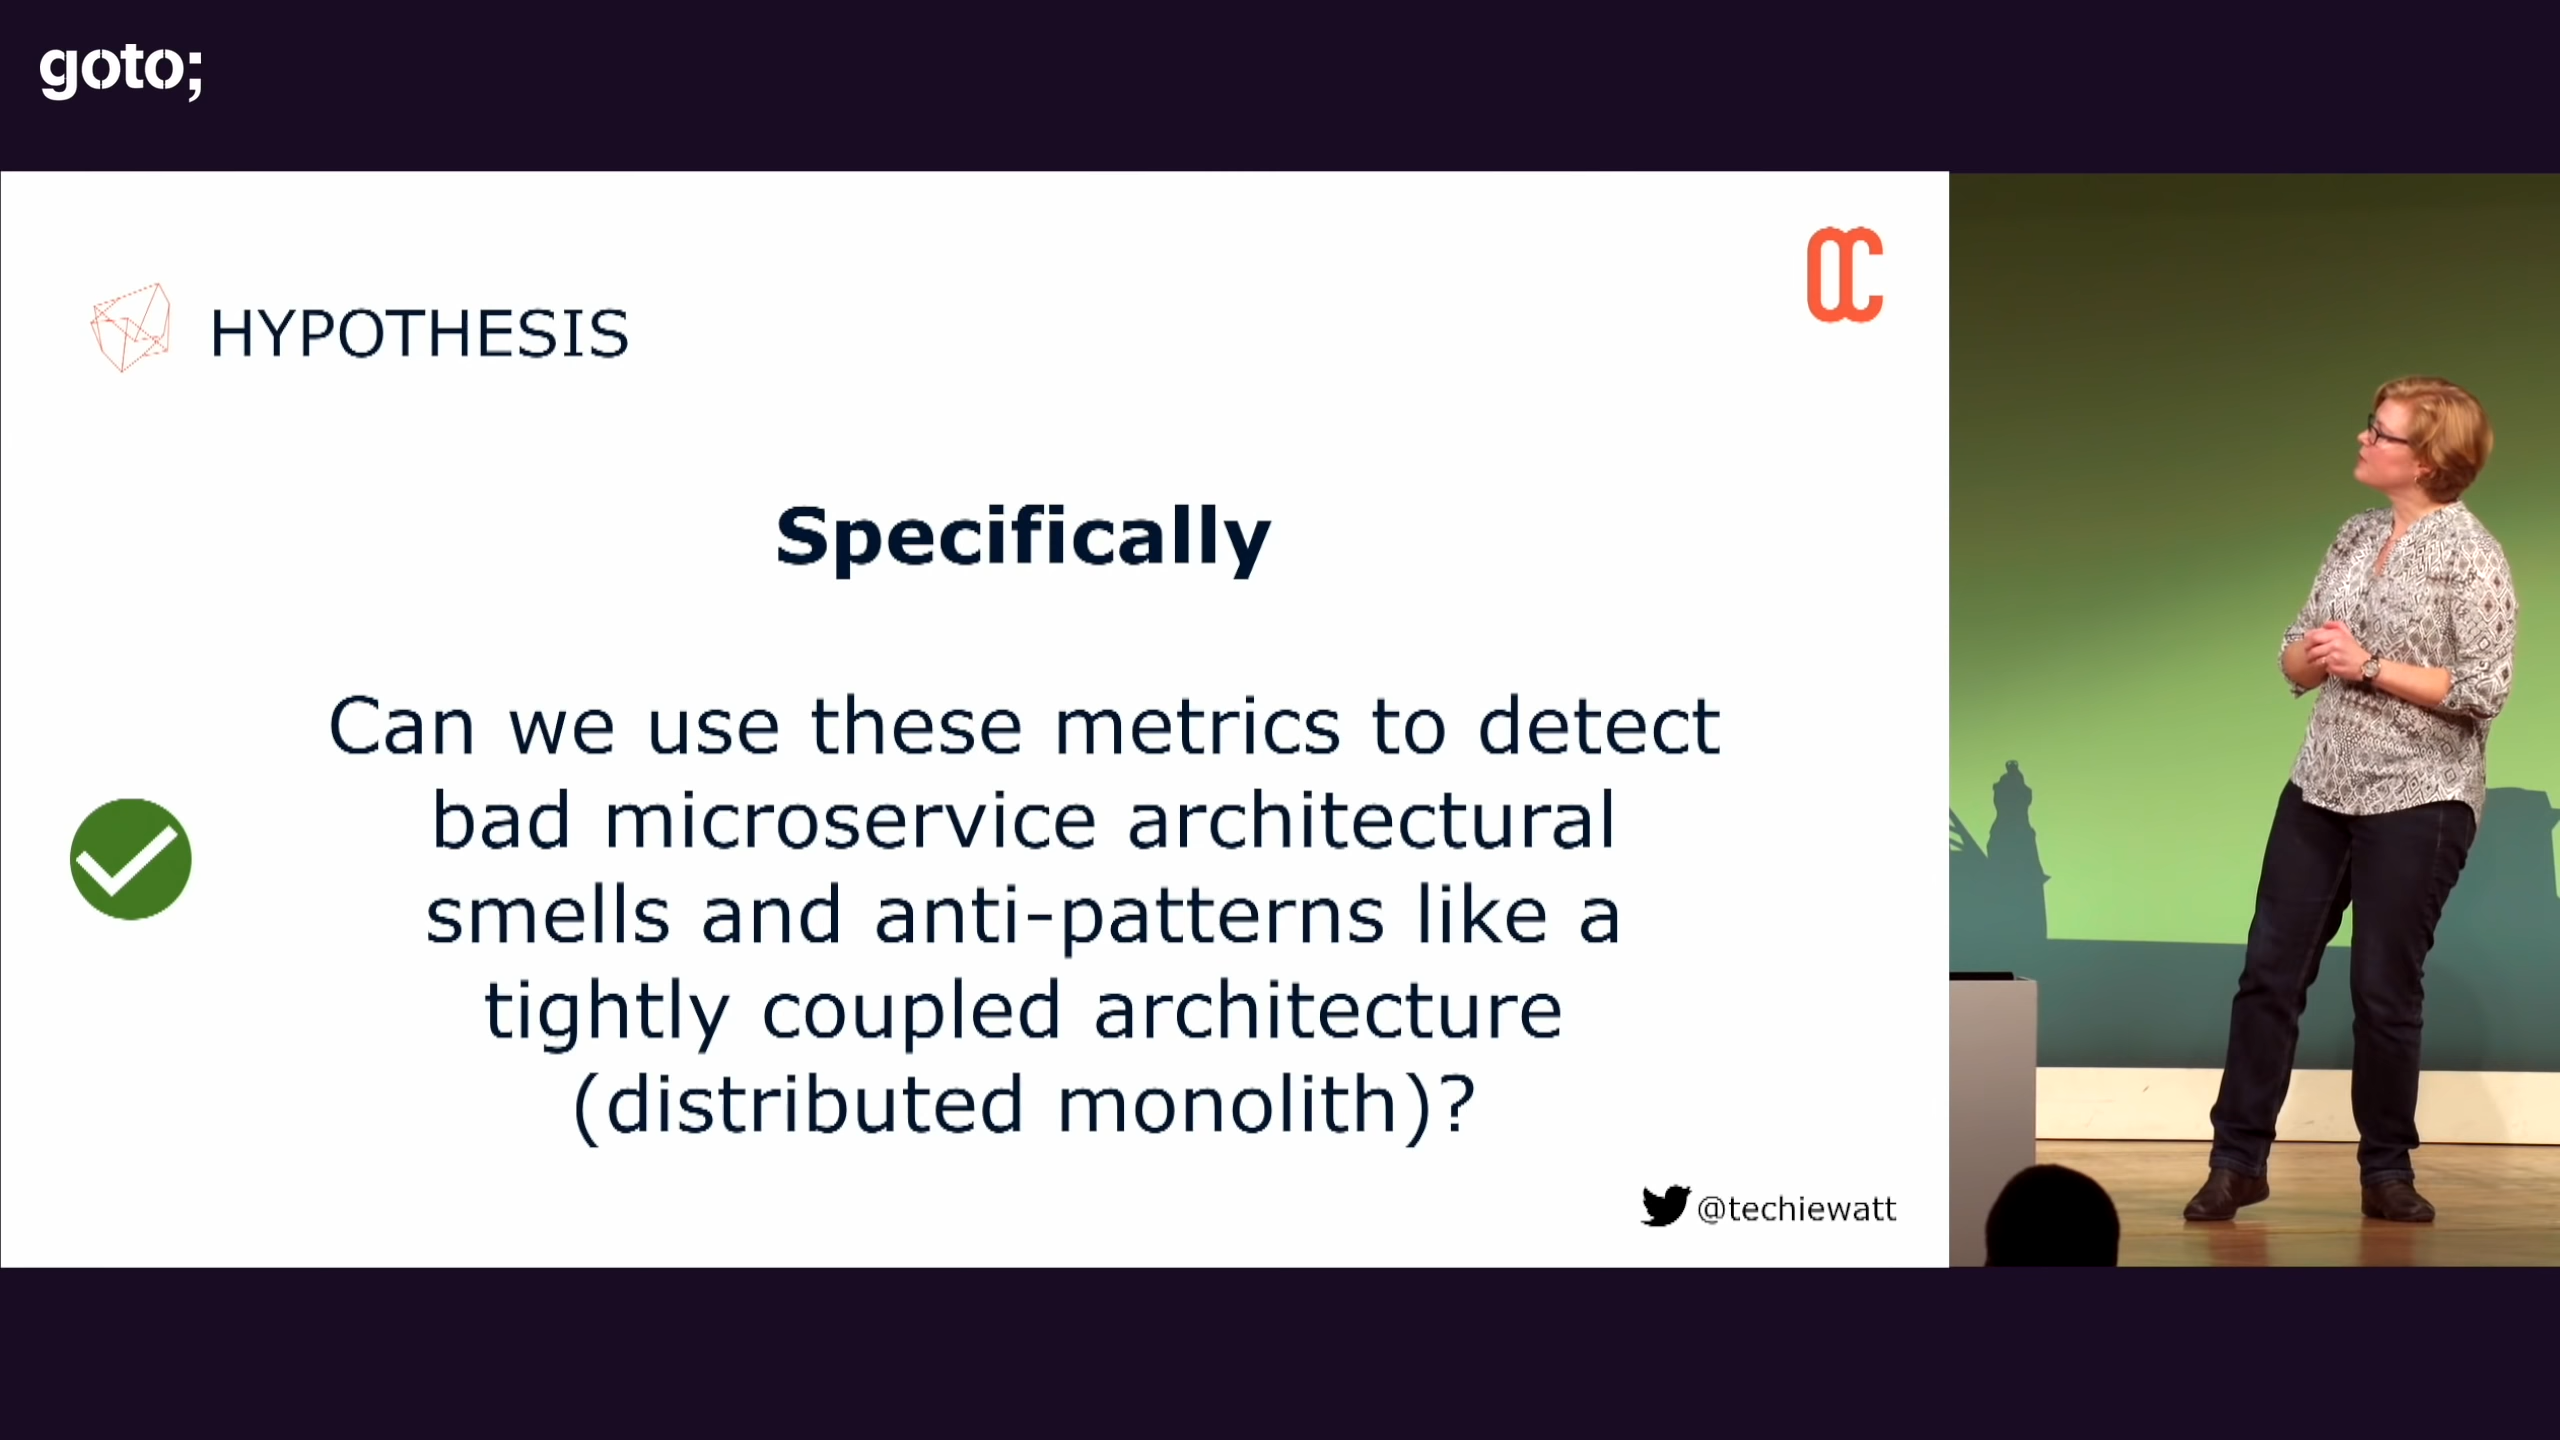 goto;
HYPOTHESIS
Specifically
Can we use these metrics to detect
bad microservice architectural
smells and anti-patterns like a
tightly coupled architecture
(distributed monolith)?
@techiewatt